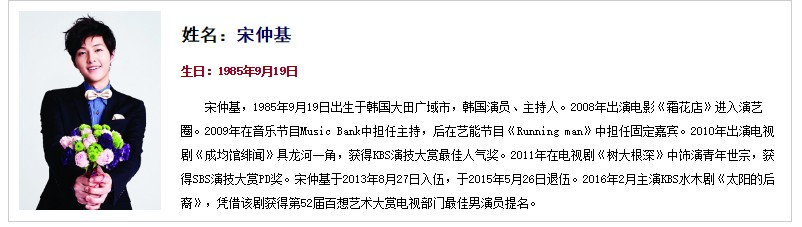 姓名：宋仲基
生日：1985年9月19日
宋仲基，1985年9月19日出生于韩国大田广域市，韩国演员、主持人。2008年出演电影《霜花店》进入演艺
圈。2009年在音乐节目Music Bank中担任主持，后在艺能节目《Running man》中担任固定嘉宾。2010年出演电视
剧《成均馆绯闻》具龙河一角，获得KBS演技大赏最佳人气奖。2011年在电视剧《树大根深》中饰演青年世宗，获
得SBS演技大赏PD奖。宋仲基于2013年8月27日入伍，于2015年5月26日退伍。2016年2月主演KBS水木剧《太阳的后
裔》，凭借该剧获得第52届百想艺术大赏电视部门最佳男演员提名。